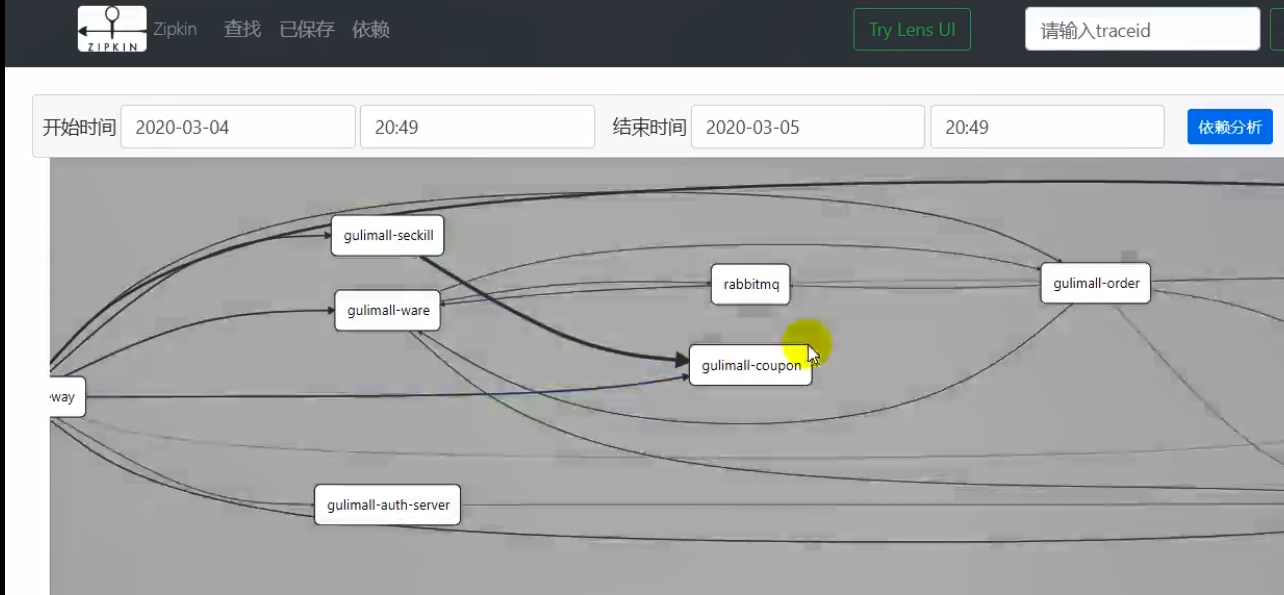 ZIPKIN Zipkin 查找 已保存 依赖 Try Lens UI 请输入traceid
开始时间 2020-03-04 20:49 结束时间 2020-03-05 20:49 依赖分析
gulimall-seckill
rabbitmq
gulimall-order
gulimall-ware
gulimall-coupon
eway
gulimall-auth-server